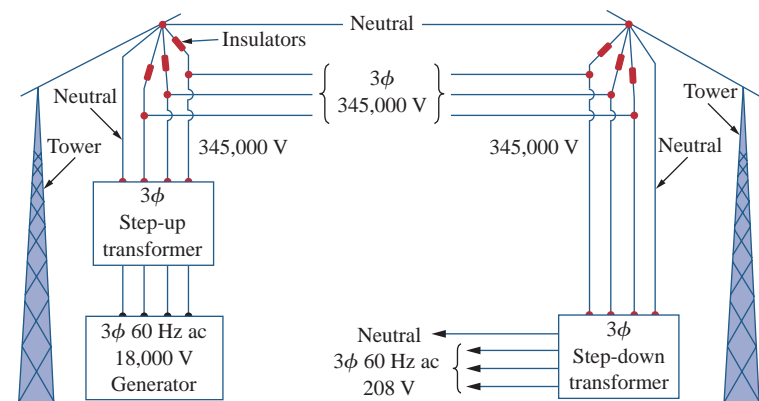 Neutral
Insulators
3ϕ
345,000 V
Neutral
Tower
Tower
345,000 V
345,000 V
Neutral
3ϕ
Step-up
transformer
3ϕ 60 Hz ac
18,000 V
Generator
Neutral
3ϕ 60 Hz ac
208 V
3ϕ
Step-down
transformer